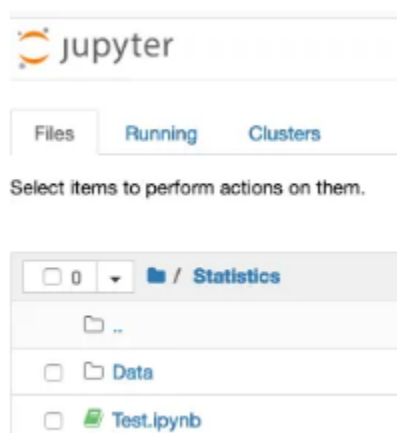 jupyter
Files Running Clusters
Select items to perform actions on them.
0 / Statistics
..
Data
Test.ipynb